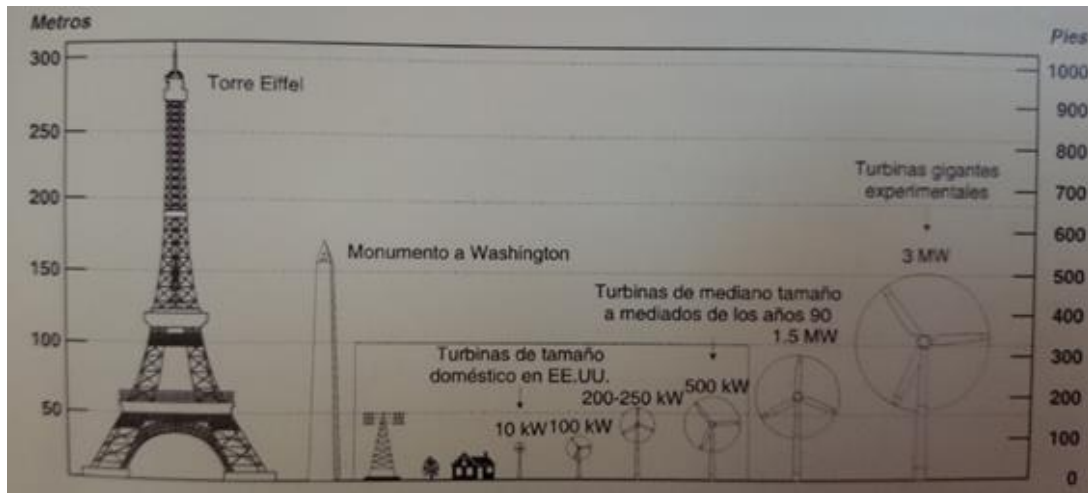 Metros
Pies
300
250
200
150
100
50
Torre Eiffel
Monumento a Washington
Turbinas de tamaño
doméstico en EE.UU.
10 kW
100 kW
200-250 kW
Turbinas de mediano tamaño
a mediados de los años 90
500 kW
1.5 MW
Turbinas gigantes
experimentales
3 MW
1000
900
800
700
600
500
400
300
200
100
0